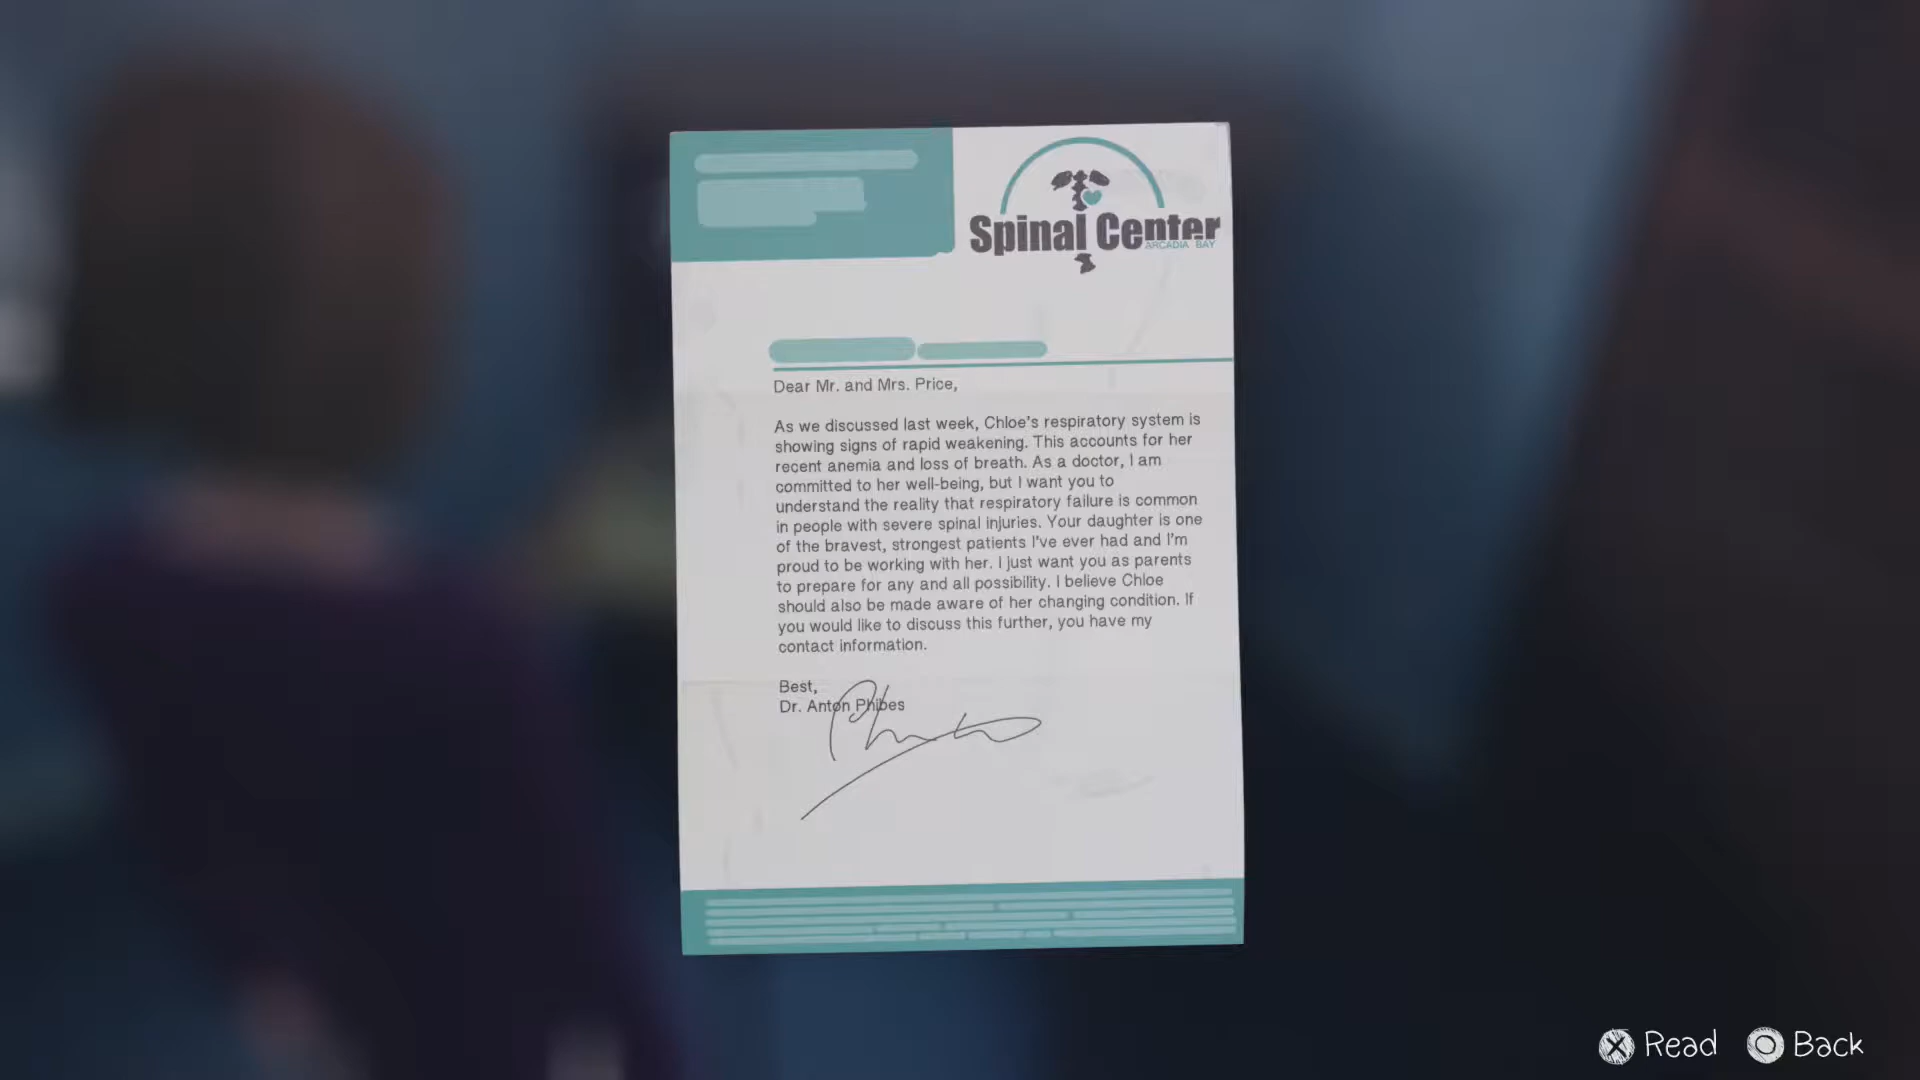 Spinal Center
ARCADIA BAY
Dear Mr. and Mrs. Price,
As we discussed last week, Chloe's respiratory system is
showing signs of rapid weakening. This accounts for her
recent anemia and loss of breath. As a doctor, I am
committed to her well-being, but I want you to
understand the reality that respiratory failure is common
in people with severe spinal injuries. Your daughter is one
of the bravest, strongest patients I've ever had and I'm
proud to be working with her. I just want you as parents
to prepare for any and all possibility. I believe Chloe
should also be made aware of her changing condition. If
you would like to discuss this further, you have my
contact information.
Best,
Dr. Anton Phibes
Read Back